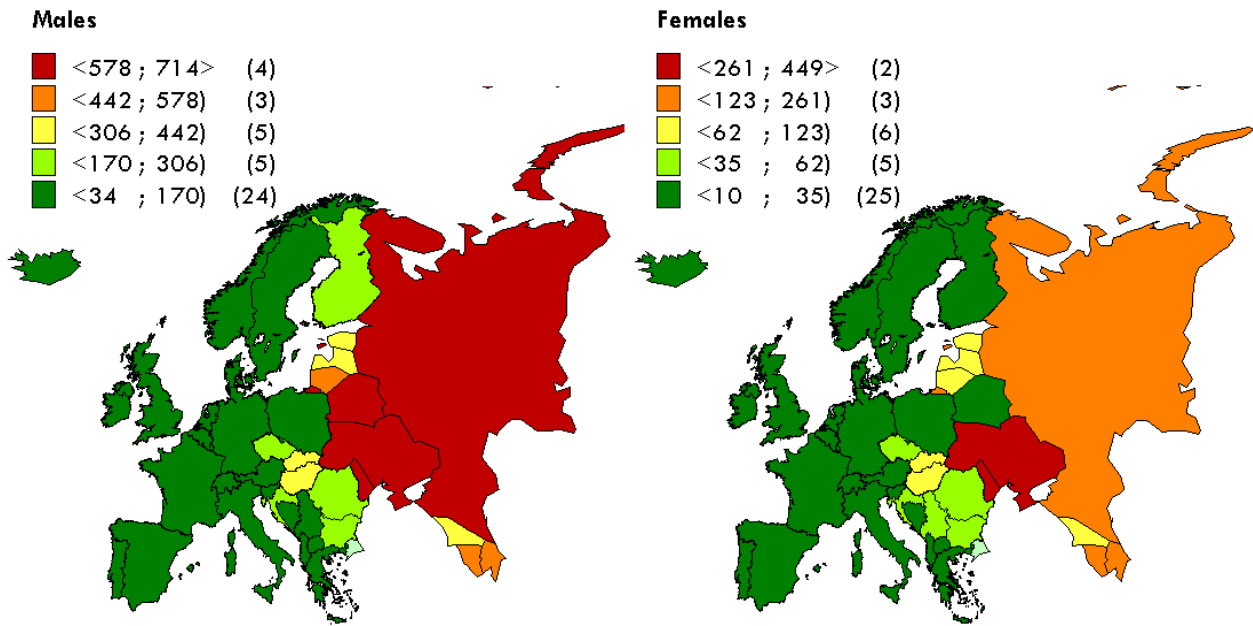 Males
<578 ; 714> (4)
<442 ; 578) (3)
<306 ; 442) (5)
<170 ; 306) (5)
<34 ; 170) (24)
Females
<261 ; 449> (2)
<123 ; 261) (3)
<62 ; 123) (6)
<35 ; 62) (5)
<10 ; 35) (25)